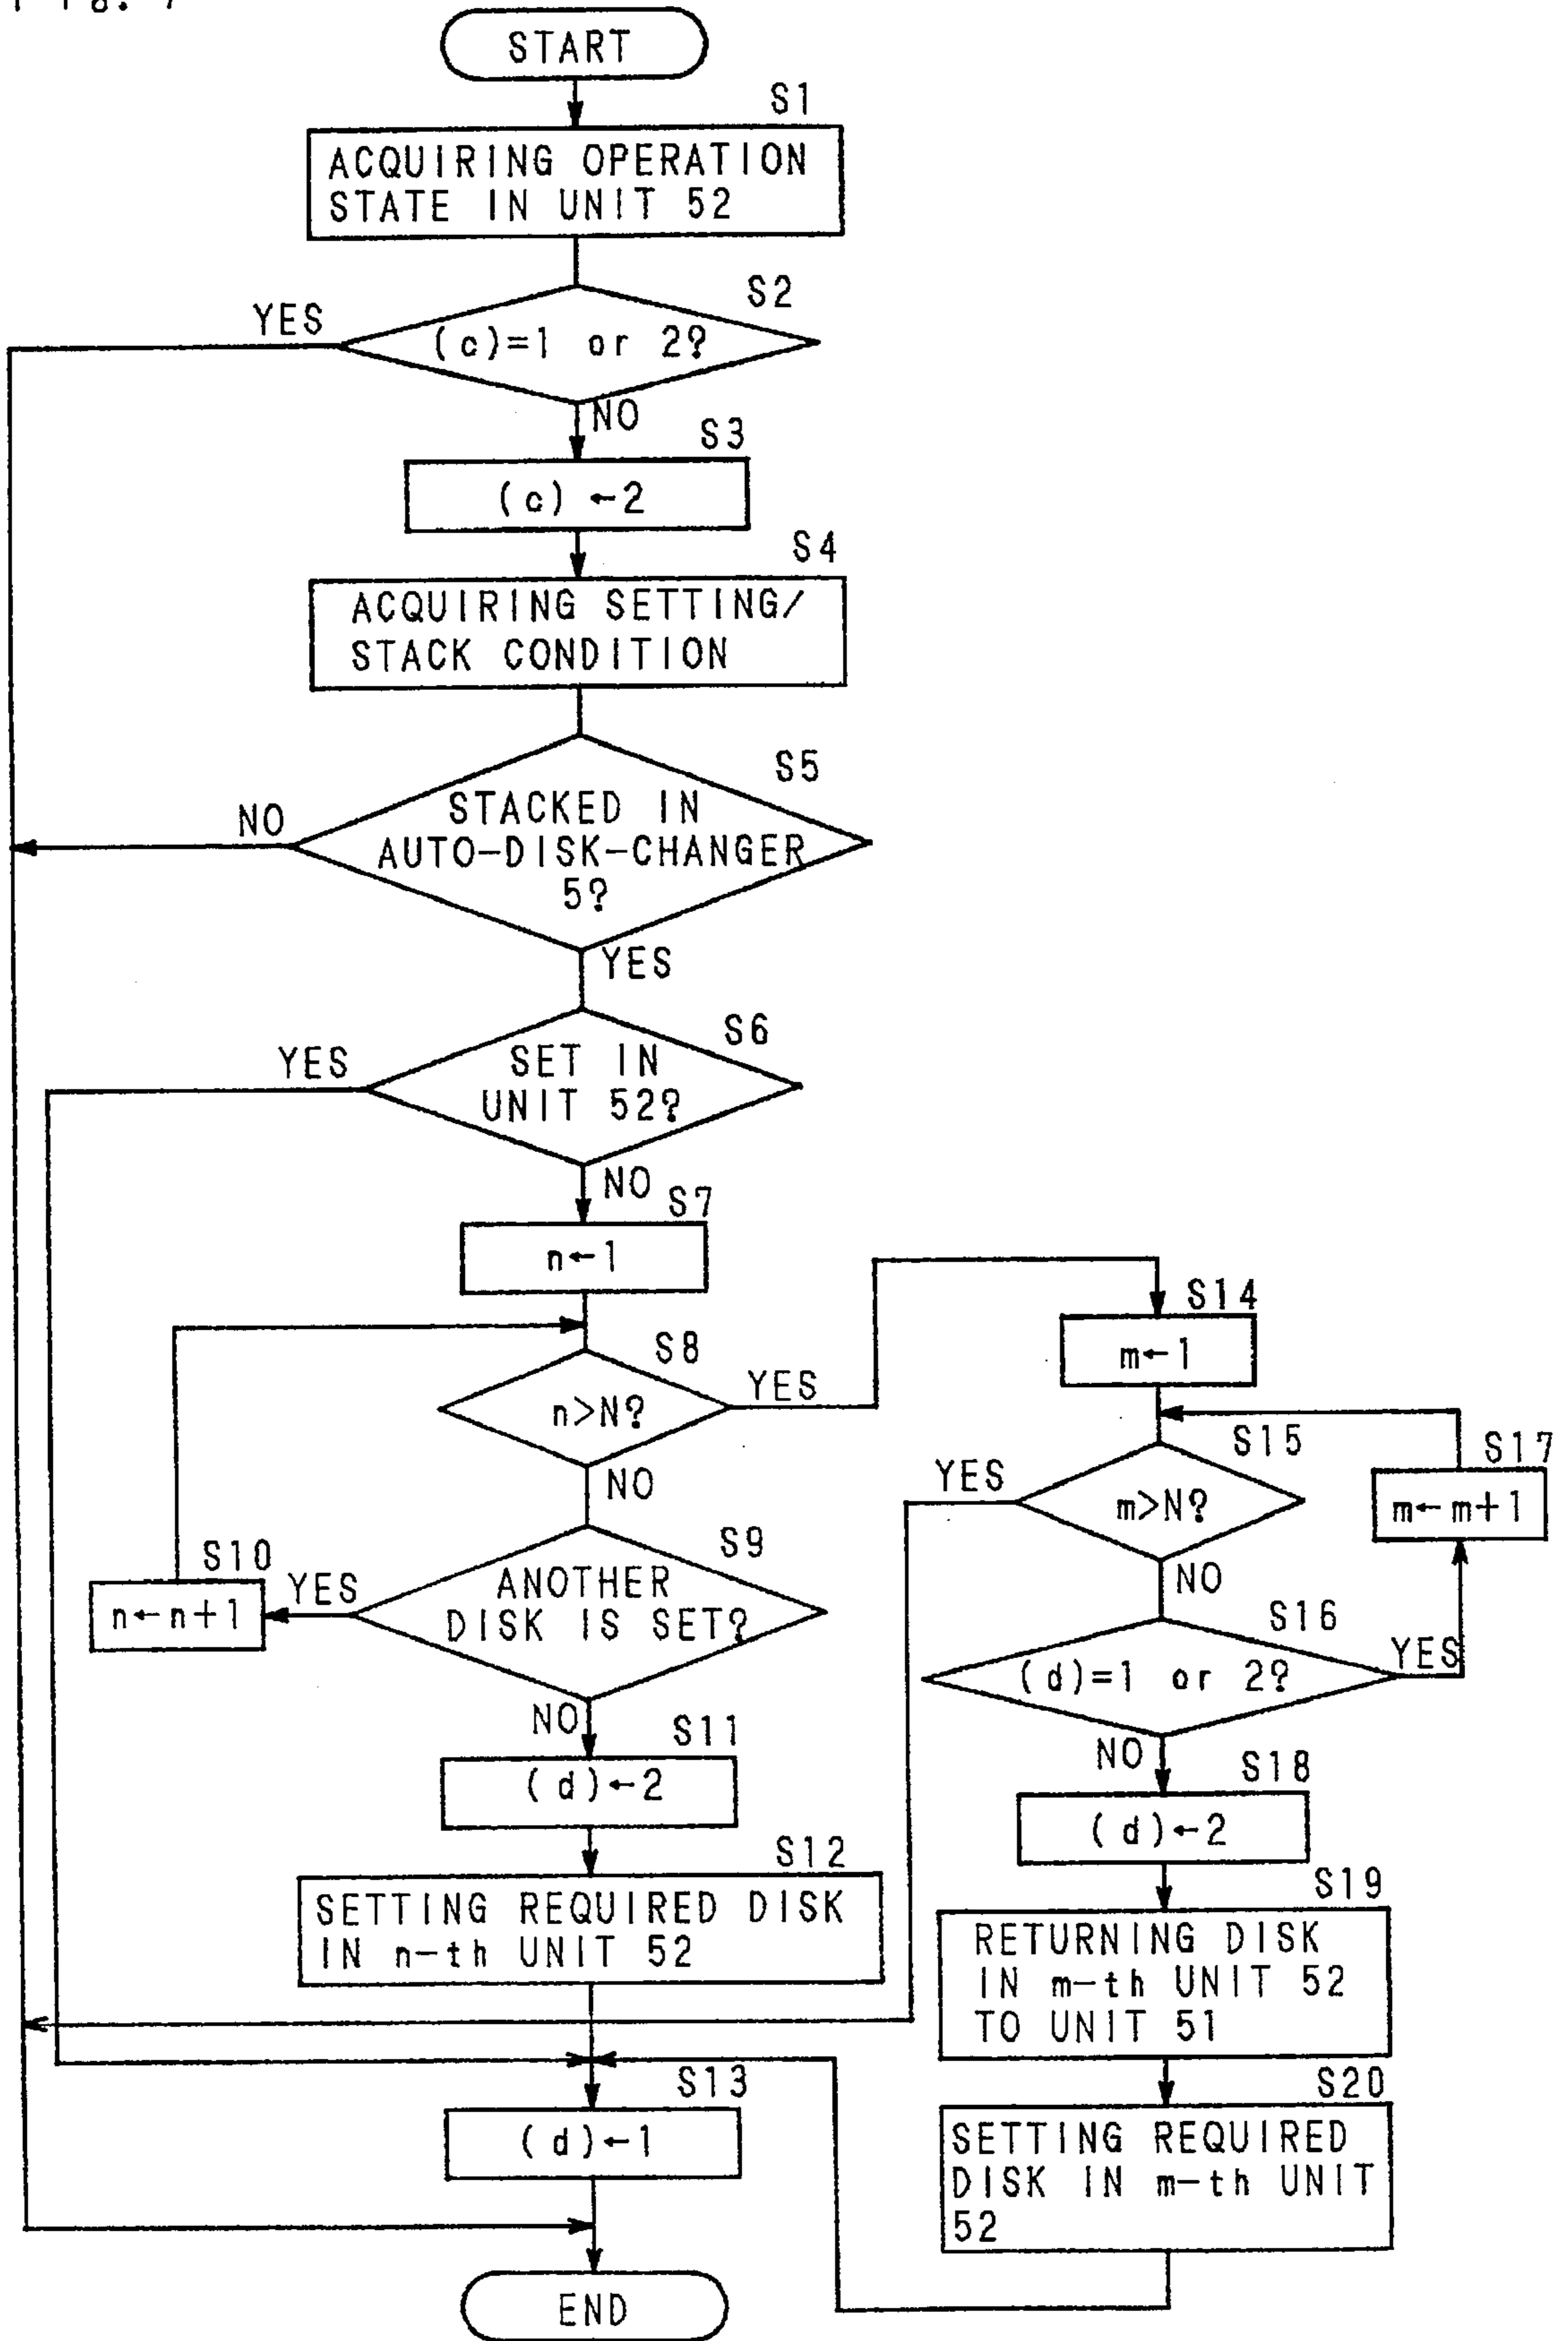 Fig. 7
START
S1
ACQUIRING OPERATION
STATE IN UNIT 52
S2
YES
(c)=1 or 2?
NO
S3
(c) ←2
S4
ACQUIRING SETTING/
STACK CONDITION
S5
NO
STACKED IN
AUTO-DISK-CHANGER
5?
YES
S6
YES
SET IN
UNIT 52?
NO
S7
n←1
S8
n>N?
YES
NO
S9
ANOTHER
DISK IS SET?
YES
S10
n←n+1
NO
S11
(d)←2
S12
SETTING REQUIRED DISK
IN n-th UNIT 52
S13
(d)←1
END
S14
m←1
S15
YES
m>N?
NO
S17
m←m+1
S16
(d)=1 or 2?
YES
NO
S18
(d)←2
S19
RETURNING DISK
IN m-th UNIT 52
TO UNIT 51
S20
SETTING REQUIRED
DISK IN m-th UNIT
52